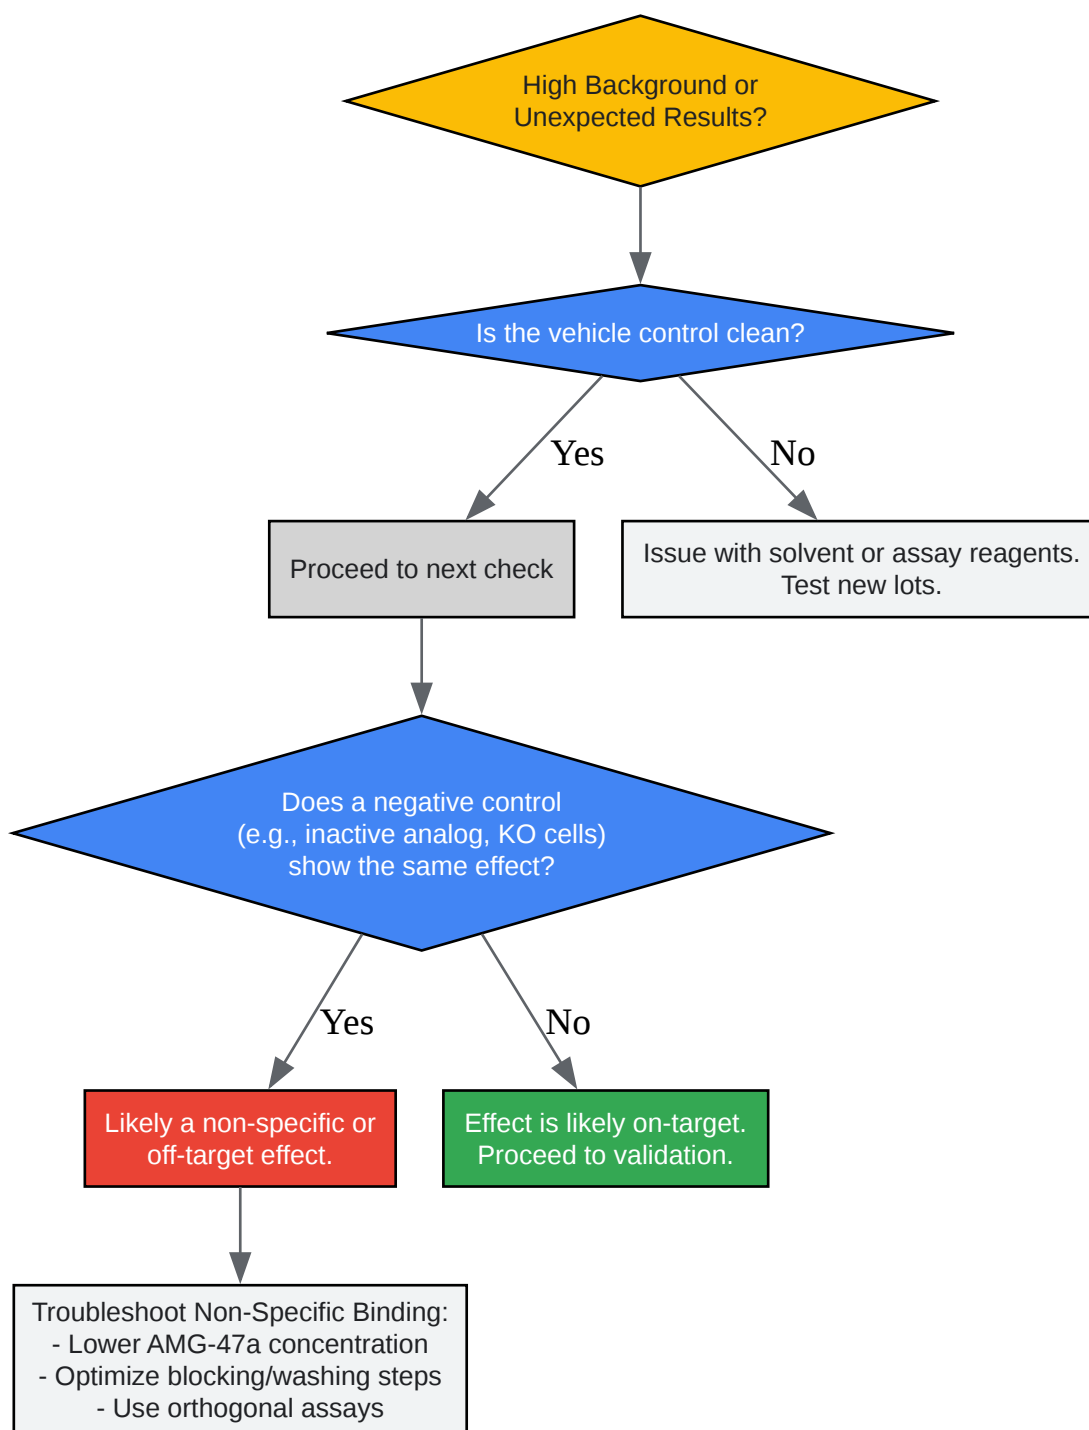 High Background or
Unexpected Results?
Is the vehicle control clean?
Yes
No
Proceed to next check
Issue with solvent or assay reagents.
Test new lots.
Does a negative control
(e.g., inactive analog, KO cells)
show the same effect?
Yes
No
Likely a non-specific or
off-target effect.
Effect is likely on-target.
Proceed to validation.
Troubleshoot Non-Specific Binding:
- Lower AMG-47a concentration
- Optimize blocking/washing steps
- Use orthogonal assays